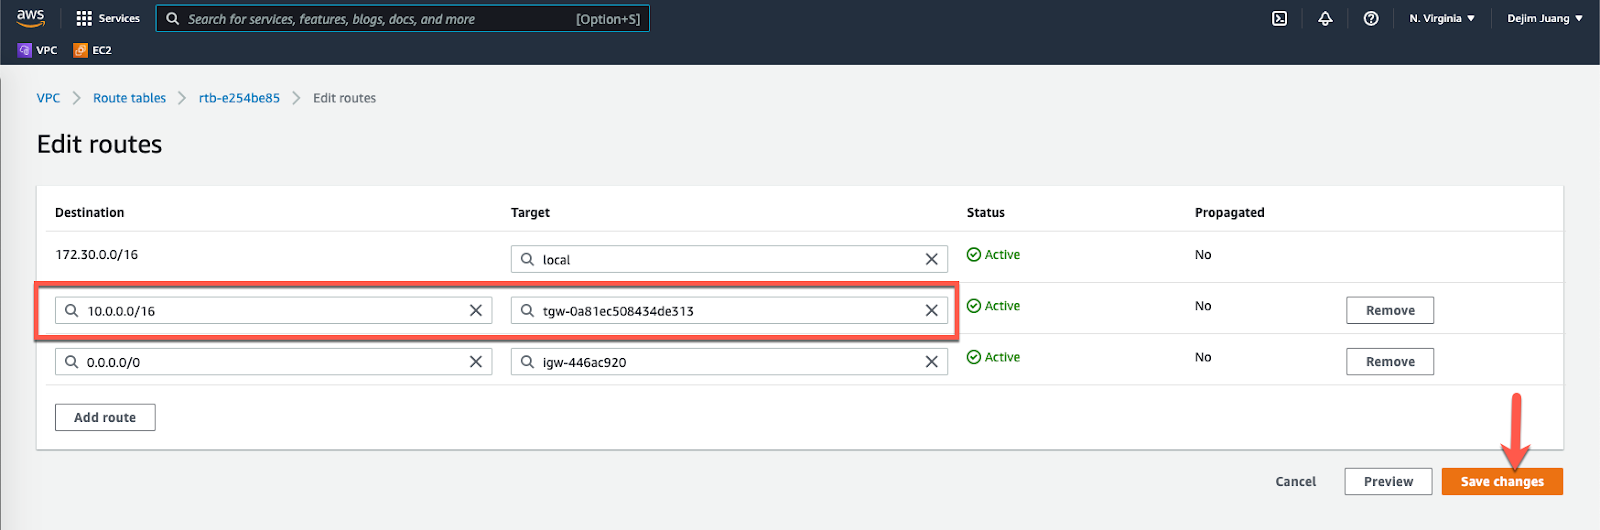 aws Services Search for services, features, blogs, docs, and more [Option+S] N. Virginia Dejim Juang
VPC EC2
VPC Route tables rtb-e254be85 Edit routes
Edit routes
Destination Target Status Propagated
172.30.0.0/16 local Active No
10.0.0.0/16 tgw-0a81ec508434de313 Active No Remove
0.0.0.0/0 igw-446ac920 Active No Remove
Add route
Cancel Preview Save changes